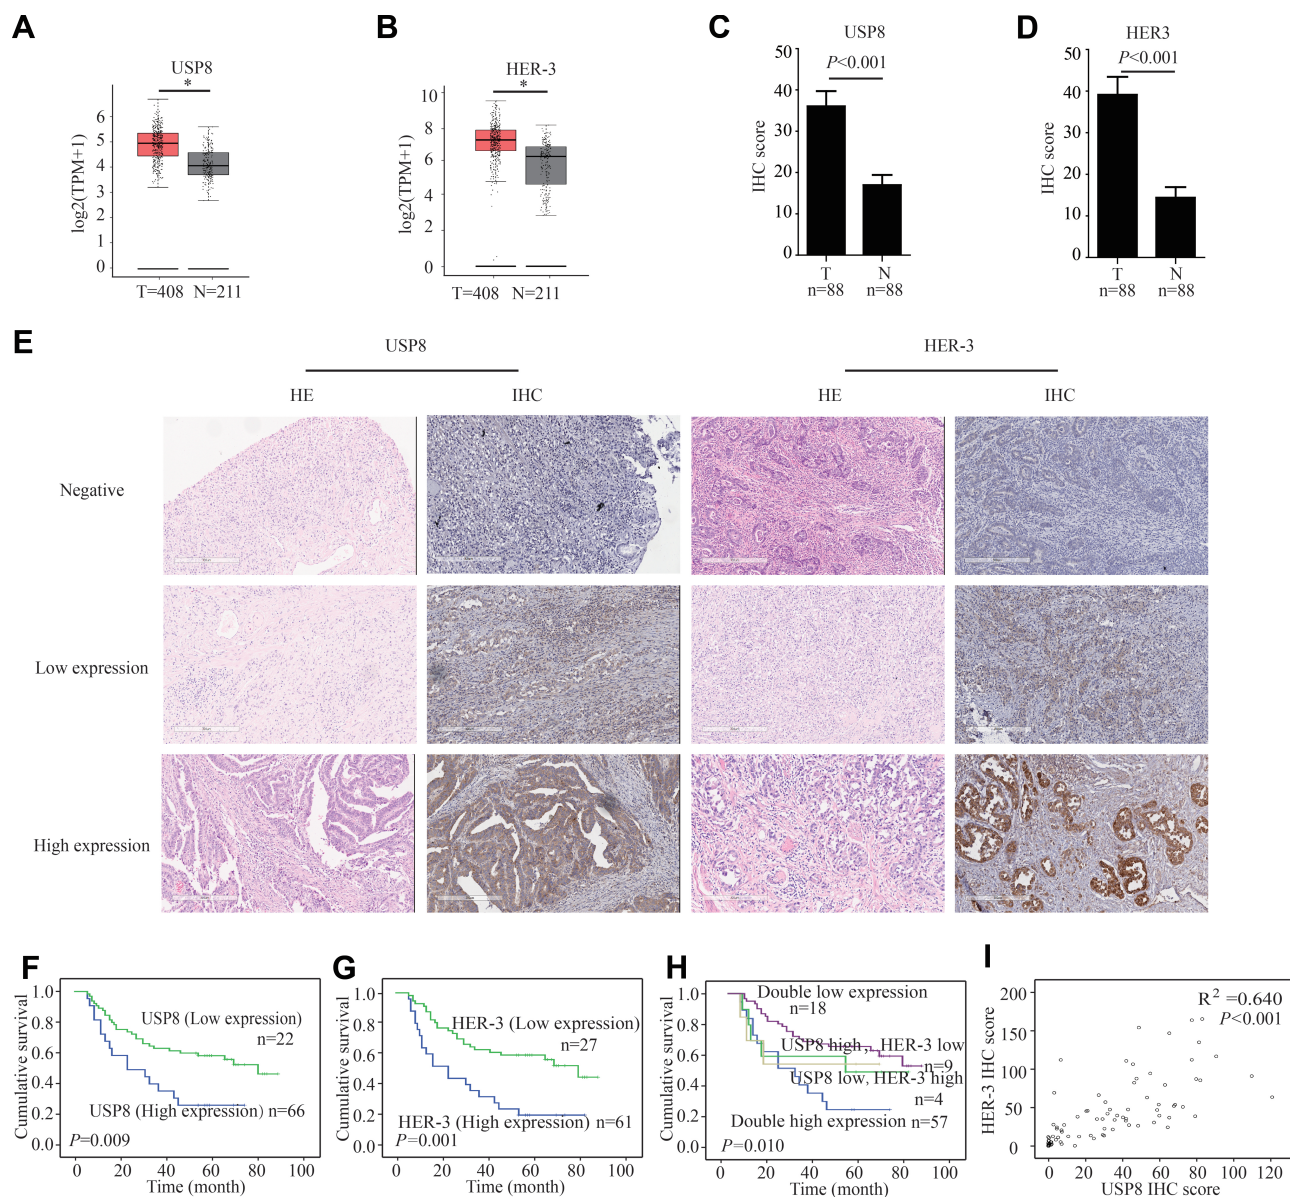 A
USP8
*
log2(TPM+1)
6
5
4
3
2
1
0
T=408 N=211
B
HER-3
*
log2(TPM+1)
10
8
6
4
2
0
T=408 N=211
C
USP8
P<0.001
IHC score
50
40
30
20
10
0
T N
n=88 n=88
D
HER3
P<0.001
IHC score
50
40
30
20
10
0
T N
n=88 n=88
E
USP8 HER-3
HE IHC HE IHC
Negative
Low expression
High expression
F
Cumulative survival
1.0
0.8
0.6
0.4
0.2
0.0
USP8 (Low expression)
n=22
USP8 (High expression) n=66
P=0.009
0 20 40 60 80 100
Time (month)
G
Cumulative survival
1.0
0.8
0.6
0.4
0.2
0.0
HER-3 (Low expression)
n=27
HER-3 (High expression) n=61
P=0.001
0 20 40 60 80 100
Time (month)
H
Cumulative survival
1.0
0.8
0.6
0.4
0.2
0.0
Double low expression
n=18
USP8 high, HER-3 low
n=9
USP8 low, HER-3 high
n=4
Double high expression n=57
P=0.010
0 20 40 60 80 100
Time (month)
I
HER-3 IHC score
200
150
100
50
0
R² =0.640
P<0.001
0 20 40 60 80 100 120
USP8 IHC score